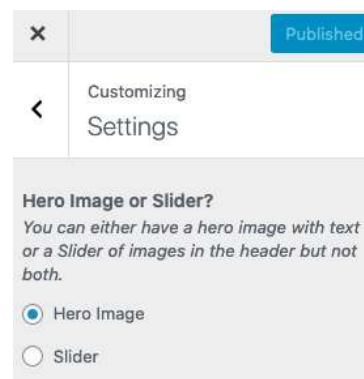 Published
Customizing
Settings
Hero Image or Slider?
You can either have a hero image with text
or a Slider of images in the header but not
both.
Hero Image
Slider